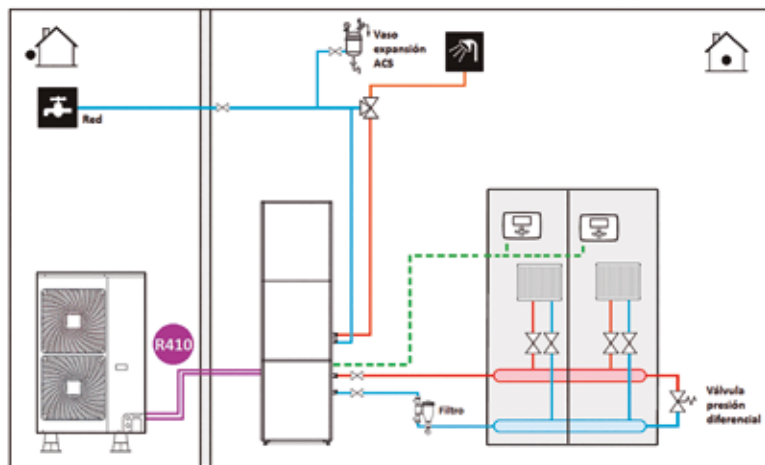 Vaso
expansión
ACS
Red
R410
Filtro
Válvula
presión
diferencial